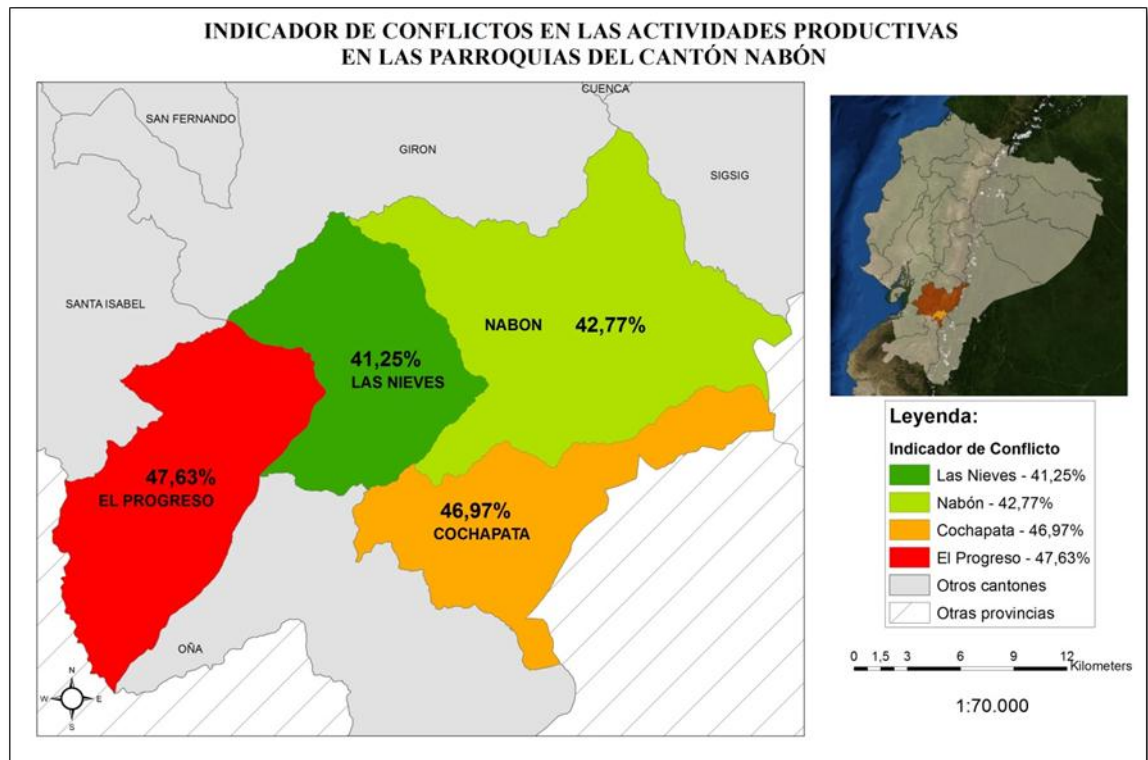 INDICADOR DE CONFLICTOS EN LAS ACTIVIDADES PRODUCTIVAS
EN LAS PARROQUIAS DEL CANTÓN NABÓN
CUENCA
SAN FERNANDO
GIRON
SIGSIG
SANTA ISABEL
NABON 42,77%
41,25%
LAS NIEVES
47,63%
EL PROGRESO
46,97%
COCHAPATA
OÑA
N
W E
S
Leyenda:
Indicador de Conflicto
Las Nieves - 41,25%
Nabón - 42,77%
Cochapata - 46,97%
El Progreso - 47,63%
Otros cantones
Otras provincias
0 1,5 3 6 9 12
Kilometers
1:70.000